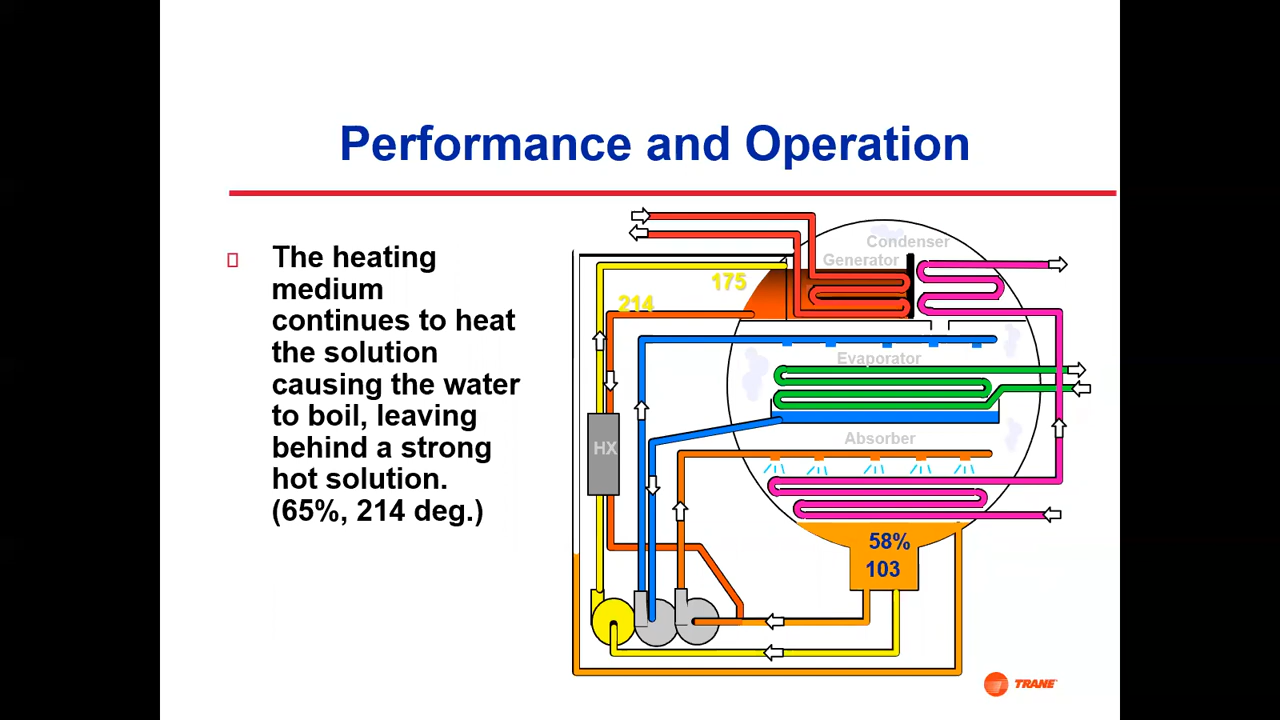 Performance and Operation
The heating
medium
continues to heat
the solution
causing the water
to boil, leaving
behind a strong
hot solution.
(65%, 214 deg.)
Condenser
Generator
175
214
Evaporator
Absorber
HX
58%
103
TRANE